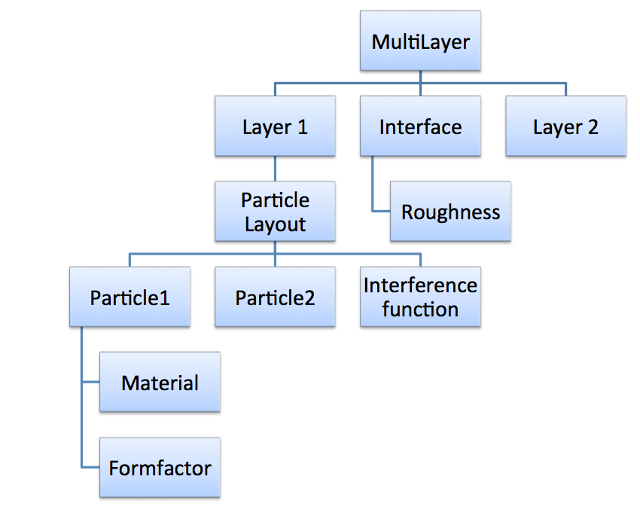 MultiLayer
Layer 1
Interface
Layer 2
Particle
Layout
Roughness
Particle1
Particle2
Interference
function
Material
Formfactor